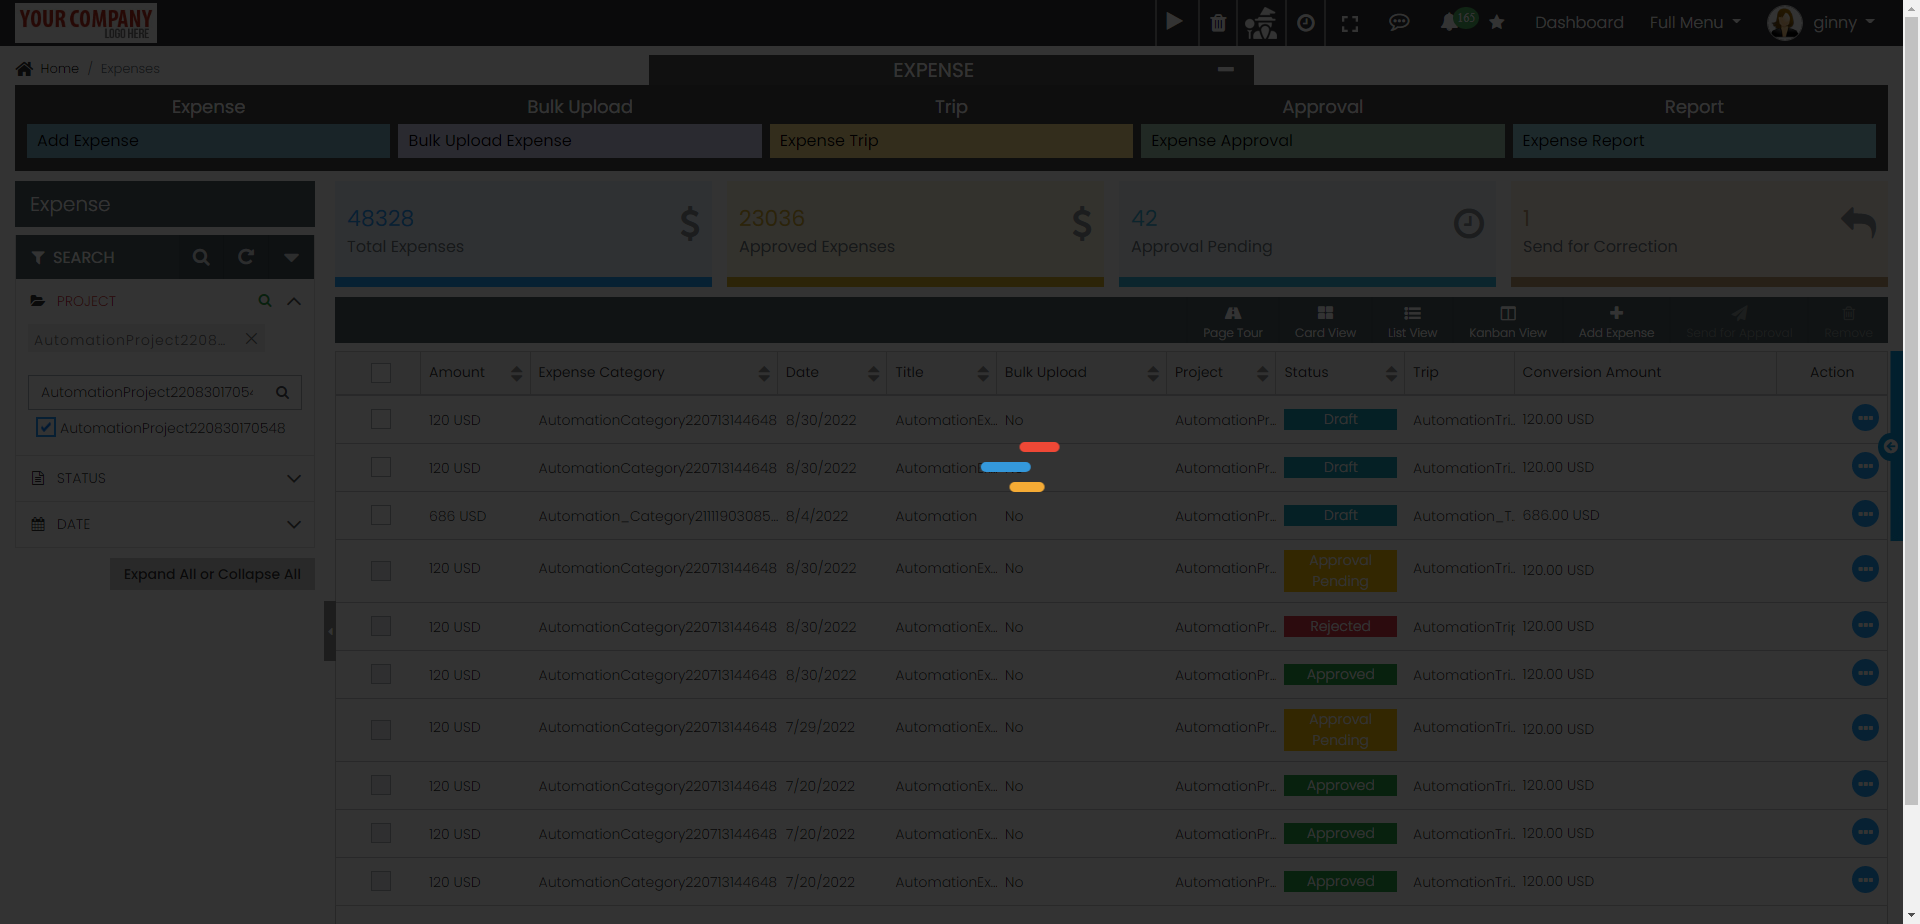 YOUR COMPANY
LOGO HERE
165
Dashboard
Full Menu
ginny
Home / Expenses
EXPENSE
Expense
Bulk Upload
Trip
Approval
Report
Add Expense
Bulk Upload Expense
Expense Trip
Expense Approval
Expense Report
Expense
48328
Total Expenses
23036
Approved Expenses
42
Approval Pending
1
Send for Correction
SEARCH
PROJECT
AutomationProject2208...
AutomationProject22083017054
AutomationProject220830170548
STATUS
DATE
Expand All or Collapse All
Page Tour
Card View
List View
Kanban View
Add Expense
Send for Approval
Remove
Amount Expense Category Date Title Bulk Upload Project Status Trip Conversion Amount Action
120 USD AutomationCategory220713144648 8/30/2022 AutomationEx... No AutomationPr... Draft AutomationTri... 120.00 USD
120 USD AutomationCategory220713144648 8/30/2022 Automation AutomationPr... Draft AutomationTri... 120.00 USD
686 USD Automation_Category21111903085... 8/4/2022 Automation No AutomationPr... Draft Automation_T... 686.00 USD
120 USD AutomationCategory220713144648 8/30/2022 AutomationEx... No AutomationPr... Approval Pending AutomationTri... 120.00 USD
120 USD AutomationCategory220713144648 8/30/2022 AutomationEx... No AutomationPr... Rejected AutomationTrip 120.00 USD
120 USD AutomationCategory220713144648 8/30/2022 AutomationEx... No AutomationPr... Approved AutomationTri... 120.00 USD
120 USD AutomationCategory220713144648 7/29/2022 AutomationEx... No AutomationPr... Approval Pending AutomationTri... 120.00 USD
120 USD AutomationCategory220713144648 7/20/2022 AutomationEx... No AutomationPr... Approved AutomationTri... 120.00 USD
120 USD AutomationCategory220713144648 7/20/2022 AutomationEx... No AutomationPr... Approved AutomationTri... 120.00 USD
120 USD AutomationCategory220713144648 7/20/2022 AutomationEx... No AutomationPr... Approved AutomationTri... 120.00 USD